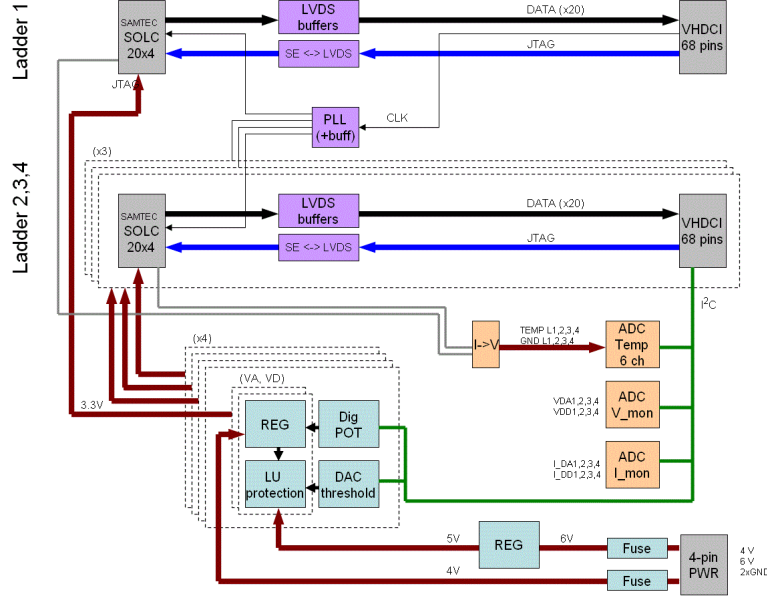 Ladder 1
SAMTEC
SOLC
20x4
LVDS
buffers
DATA (x20)
VHDCI
68 pins
SE <-> LVDS
JTAG
JTAG
PLL
(+buff)
CLK
Ladder 2,3,4
(x3)
SAMTEC
SOLC
20x4
LVDS
buffers
DATA (x20)
VHDCI
68 pins
SE <-> LVDS
JTAG
I2C
I->V
TEMP L1,2,3,4
GND L1,2,3,4
ADC
Temp
6 ch
(x4)
(VA, VD)
3.3V
REG
Dig
POT
VDA1,2,3,4
VDD1,2,3,4
ADC
V_mon
LU
protection
DAC
threshold
I_DA1,2,3,4
I_DD1,2,3,4
ADC
I_mon
5V
REG
6V
Fuse
4-pin
PWR
4 V
6 V
2xGND
4V
Fuse